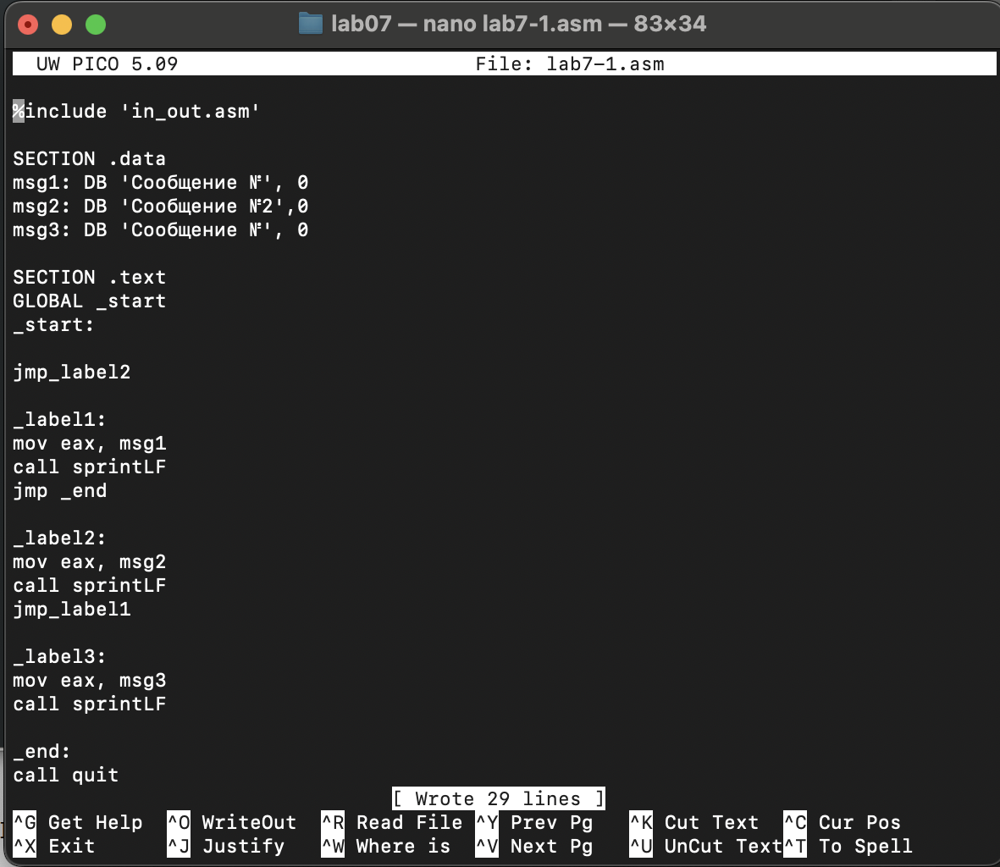 lab07 — nano lab7-1.asm — 83×34
UW PICO 5.09 File: lab7-1.asm
%include 'in_out.asm'
SECTION .data
msg1: DB 'Сообщение №', 0
msg2: DB 'Сообщение №2',0
msg3: DB 'Сообщение №', 0
SECTION .text
GLOBAL _start
_start:
jmp_label2
_label1:
mov eax, msg1
call sprintLF
jmp _end
_label2:
mov eax, msg2
call sprintLF
jmp_label1
_label3:
mov eax, msg3
call sprintLF
_end:
call quit
[ Wrote 29 lines ]
^G Get Help ^O WriteOut ^R Read File ^Y Prev Pg ^K Cut Text ^C Cur Pos
^X Exit ^J Justify ^W Where is ^V Next Pg ^U UnCut Text ^T To Spell